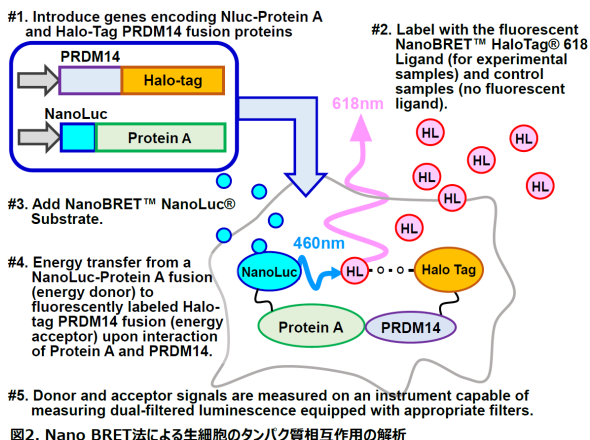 #1. Introduce genes encoding Nluc-Protein A
and Halo-Tag PRDM14 fusion proteins
PRDM14
Halo-tag
NanoLuc
Protein A
#2. Label with the fluorescent
NanoBRET™ HaloTag® 618
Ligand (for experimental
samples) and control
samples (no fluorescent
ligand).
618nm
HL
HL
HL
HL
HL
HL
HL
#3. Add NanoBRET™ NanoLuc®
Substrate.
460nm
#4. Energy transfer from a
NanoLuc-Protein A fusion
(energy donor) to
fluorescently labeled Halo-
tag PRDM14 fusion (energy
acceptor) upon interaction
of Protein A and PRDM14.
NanoLuc
HL
Halo Tag
Protein A
PRDM14
#5. Donor and acceptor signals are measured on an instrument capable of
measuring dual-filtered luminescence equipped with appropriate filters.
図2. Nano BRET法による生細胞のタンパク質相互作用の解析